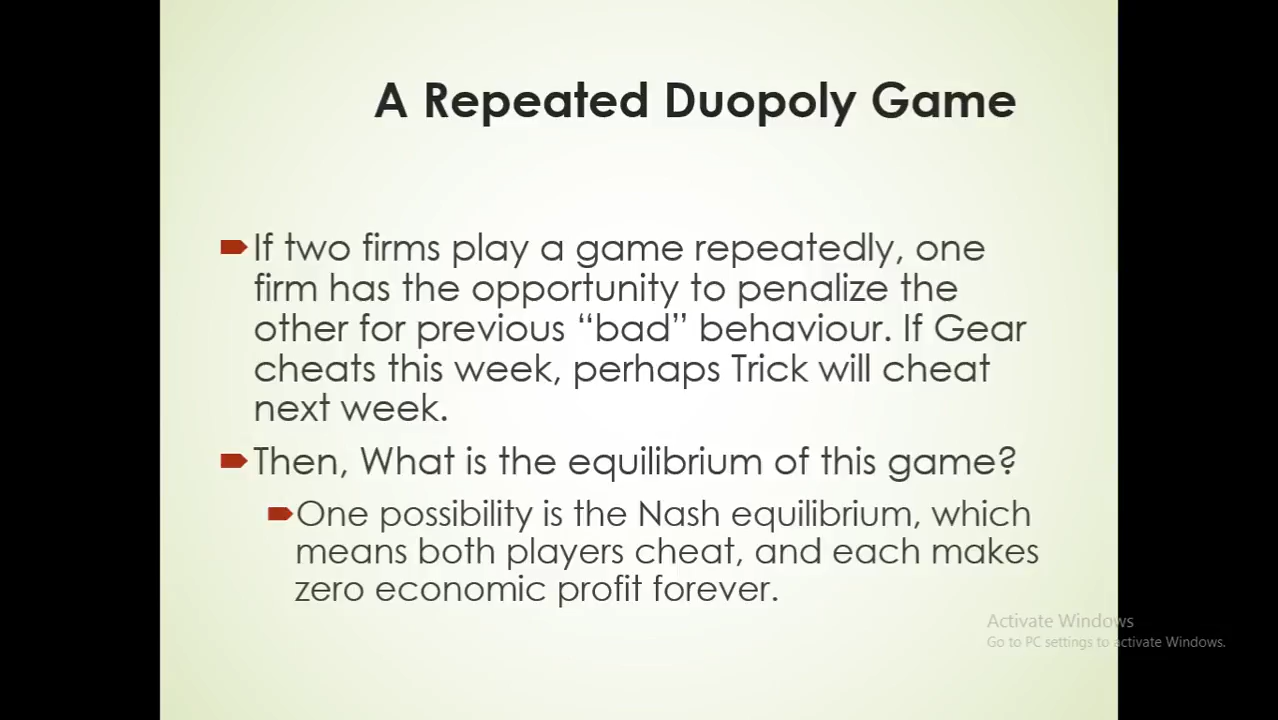 A Repeated Duopoly Game
If two firms play a game repeatedly, one
firm has the opportunity to penalize the
other for previous “bad” behaviour. If Gear
cheats this week, perhaps Trick will cheat
next week.
Then, What is the equilibrium of this game?
One possibility is the Nash equilibrium, which
means both players cheat, and each makes
zero economic profit forever.
Activate Windows
Go to PC settings to activate Windows.